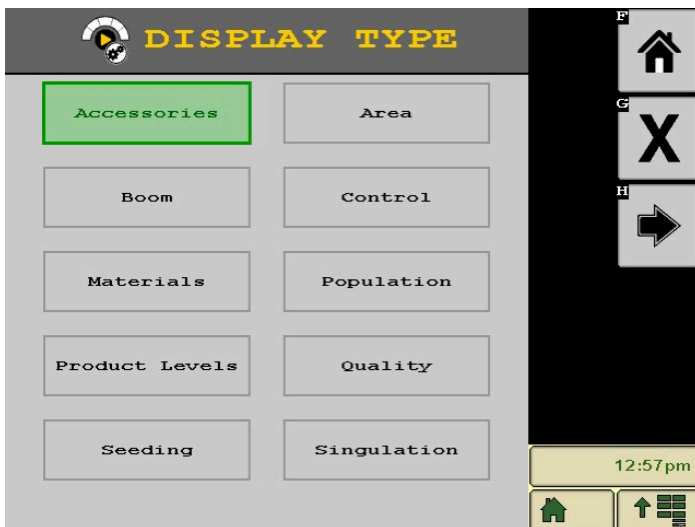 DISPLAY TYPE
Accessories
Area
Boom
Control
Materials
Population
Product Levels
Quality
Seeding
Singulation
F
G
X
H
12:57pm